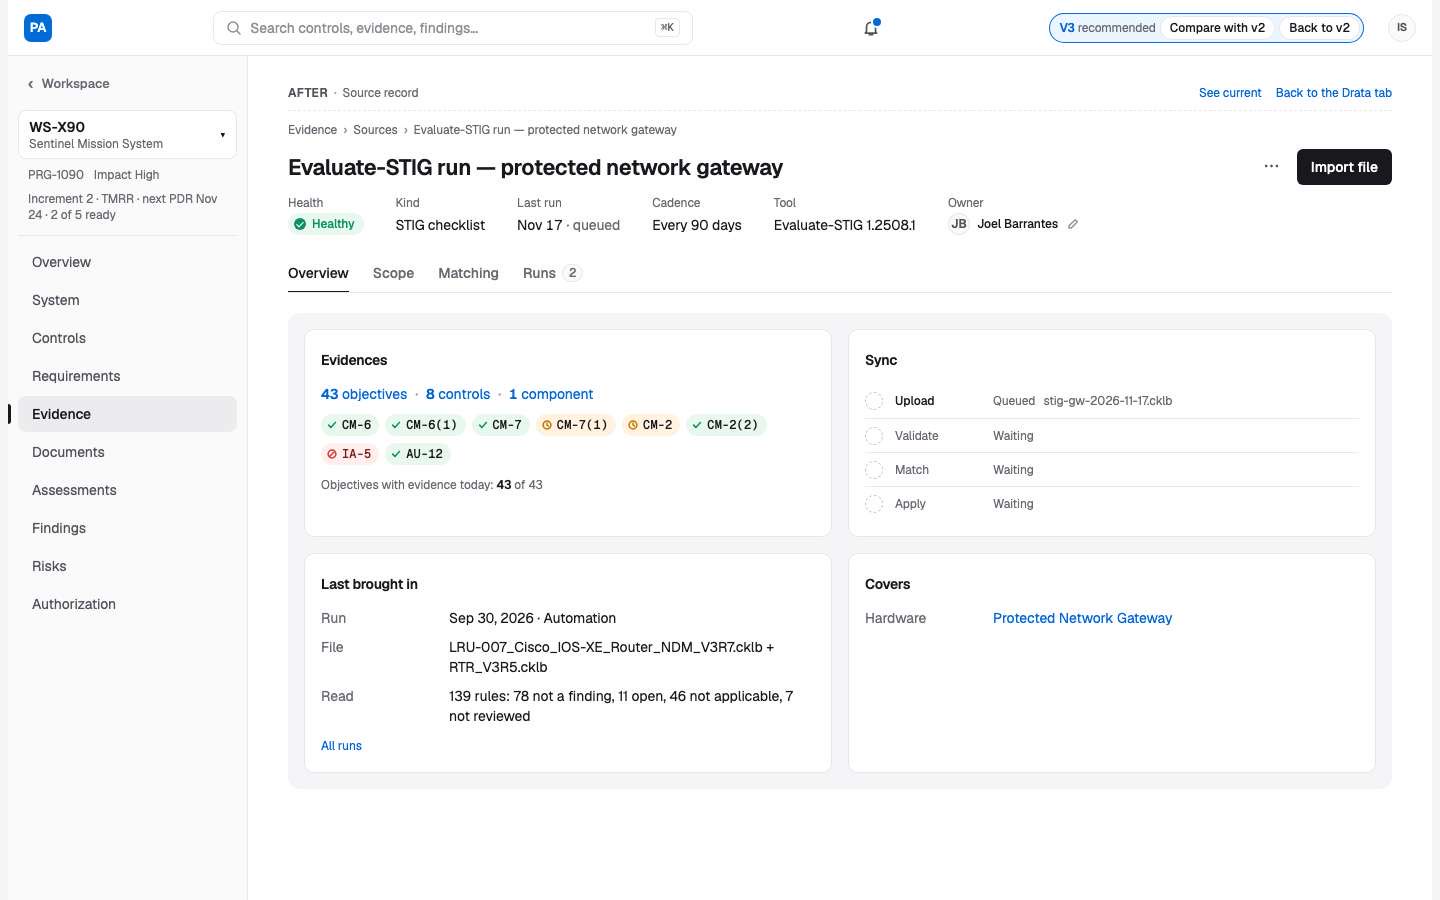 PA
Search controls, evidence, findings...
⌘K
V3 recommended Compare with v2 Back to v2
IS
‹ Workspace
WS-X90
Sentinel Mission System
PRG-1090 Impact High
Increment 2 · TMRR · next PDR Nov
24 · 2 of 5 ready
Overview
System
Controls
Requirements
Evidence
Documents
Assessments
Findings
Risks
Authorization
AFTER · Source record
See current Back to the Drata tab
Evidence › Sources › Evaluate-STIG run — protected network gateway
Evaluate-STIG run — protected network gateway
··· Import file
Health Kind Last run Cadence Tool Owner
Healthy STIG checklist Nov 17 · queued Every 90 days Evaluate-STIG 1.2508.1 JB Joel Barrantes
Overview Scope Matching Runs 2
Evidences
43 objectives · 8 controls · 1 component
CM-6 CM-6(1) CM-7 CM-7(1) CM-2 CM-2(2)
IA-5 AU-12
Objectives with evidence today: 43 of 43
Sync
Upload Queued stig-gw-2026-11-17.cklb
Validate Waiting
Match Waiting
Apply Waiting
Last brought in
Run Sep 30, 2026 · Automation
File LRU-007_Cisco_IOS-XE_Router_NDM_V3R7.cklb +
RTR_V3R5.cklb
Read 139 rules: 78 not a finding, 11 open, 46 not applicable, 7
not reviewed
All runs
Covers
Hardware Protected Network Gateway